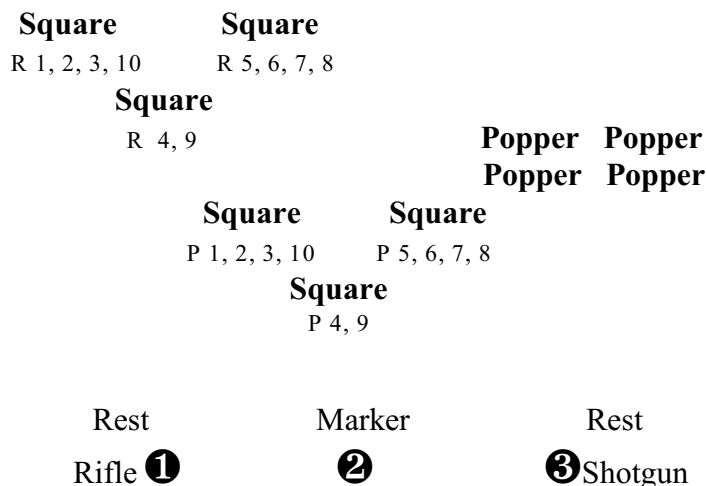 Square Square
R 1, 2, 3, 10 R 5, 6, 7, 8
Square
R 4, 9
Popper Popper
Popper Popper
Square Square
P 1, 2, 3, 10 P 5, 6, 7, 8
Square
P 4, 9
Rest Marker Rest
Rifle ❶ ❷ ❸Shotgun